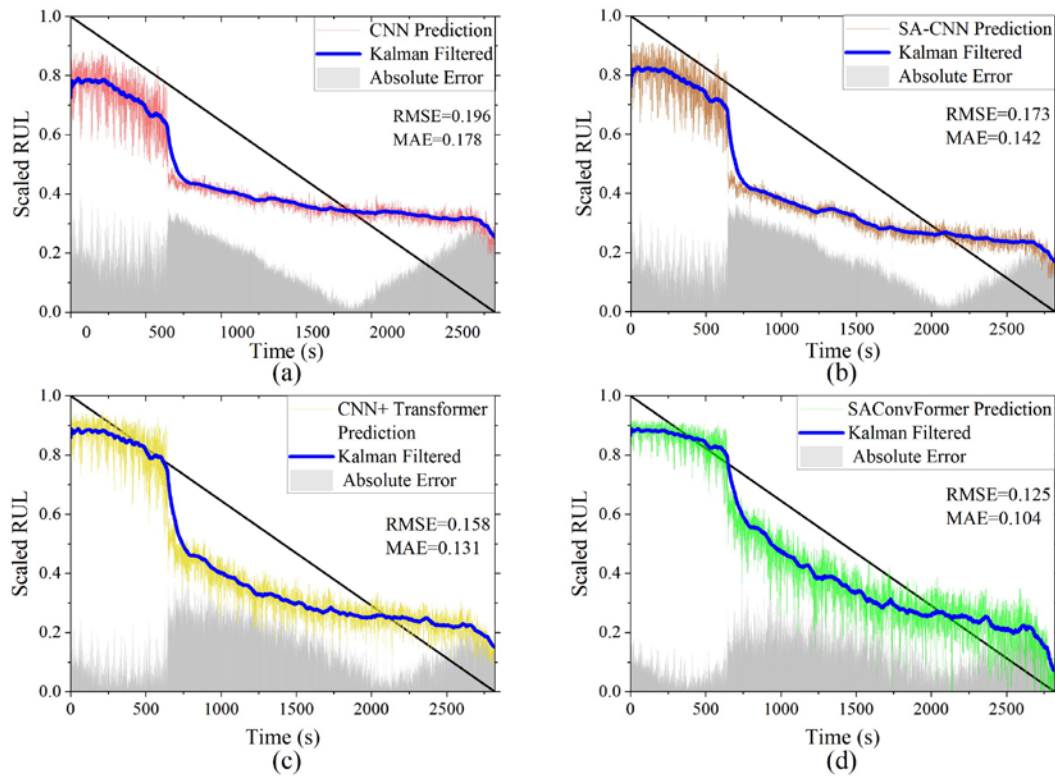 1.0
0.8
0.6
0.4
0.2
0.0
Scaled RUL
CNN Prediction
Kalman Filtered
Absolute Error
RMSE=0.196
MAE=0.178
0 500 1000 1500 2000 2500
Time (s)
(a)
1.0
0.8
0.6
0.4
0.2
0.0
Scaled RUL
SA-CNN Prediction
Kalman Filtered
Absolute Error
RMSE=0.173
MAE=0.142
0 500 1000 1500 2000 2500
Time (s)
(b)
1.0
0.8
0.6
0.4
0.2
0.0
Scaled RUL
CNN+ Transformer
Prediction
Kalman Filtered
Absolute Error
RMSE=0.158
MAE=0.131
0 500 1000 1500 2000 2500
Time (s)
(c)
1.0
0.8
0.6
0.4
0.2
0.0
Scaled RUL
SAConvFormer Prediction
Kalman Filtered
Absolute Error
RMSE=0.125
MAE=0.104
0 500 1000 1500 2000 2500
Time (s)
(d)